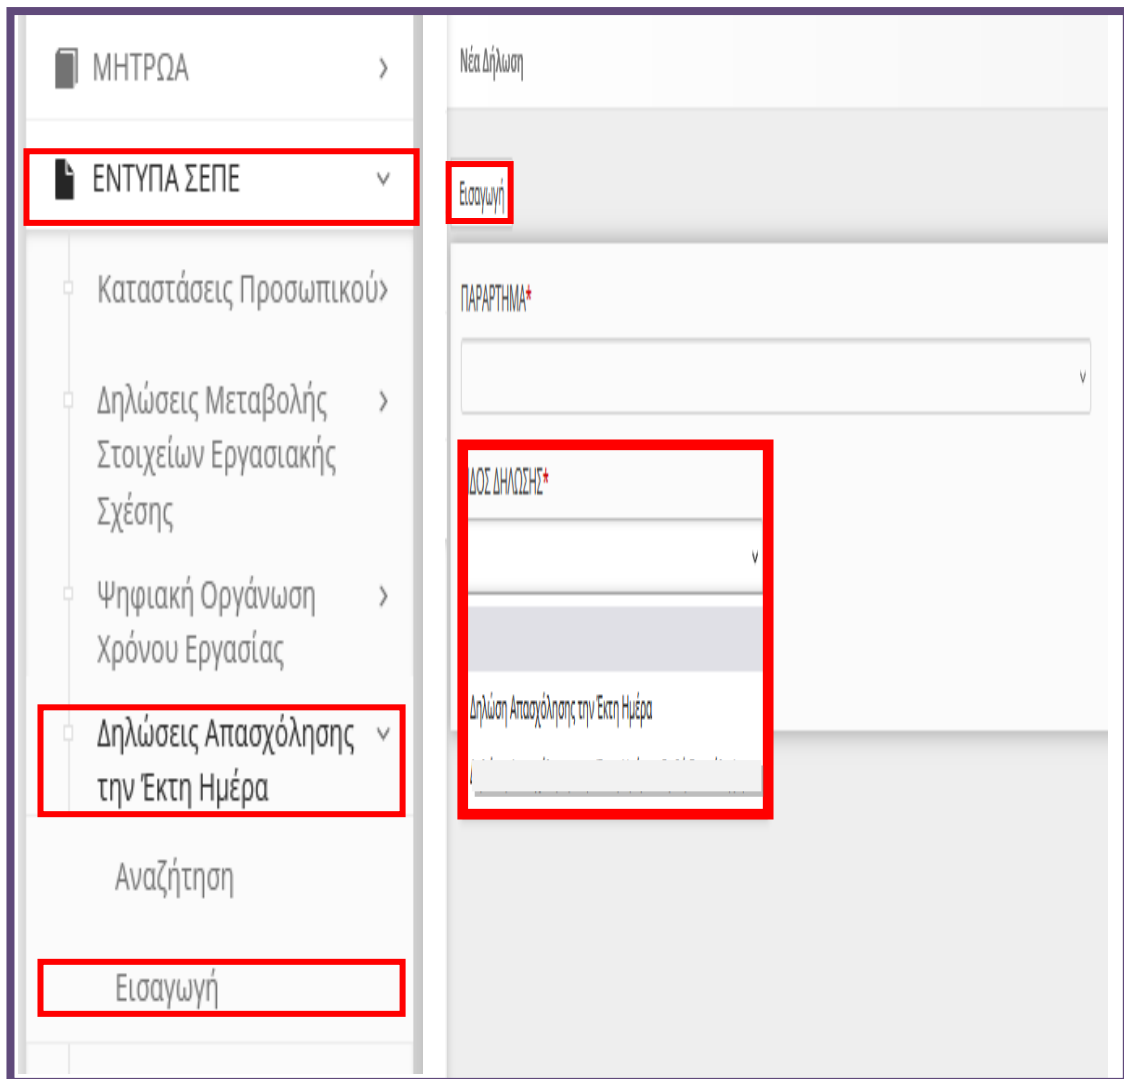 ΜΗΤΡΩΑ
ΕΝΤΥΠΑ ΣΕΠΕ
Καταστάσεις Προσωπικού
Δηλώσεις Μεταβολής
Στοιχείων Εργασιακής
Σχέσης
Ψηφιακή Οργάνωση
Χρόνου Εργασίας
Δηλώσεις Απασχόλησης
την Έκτη Ημέρα
Αναζήτηση
Εισαγωγή
Νέα Δήλωση
Εισαγωγή
ΠΑΡΑΡΤΗΜΑ*
ΔΟΣ ΔΗΛΩΣΗΣ*
Δηλώση Απασχόλησης την Έκτη Ημέρα